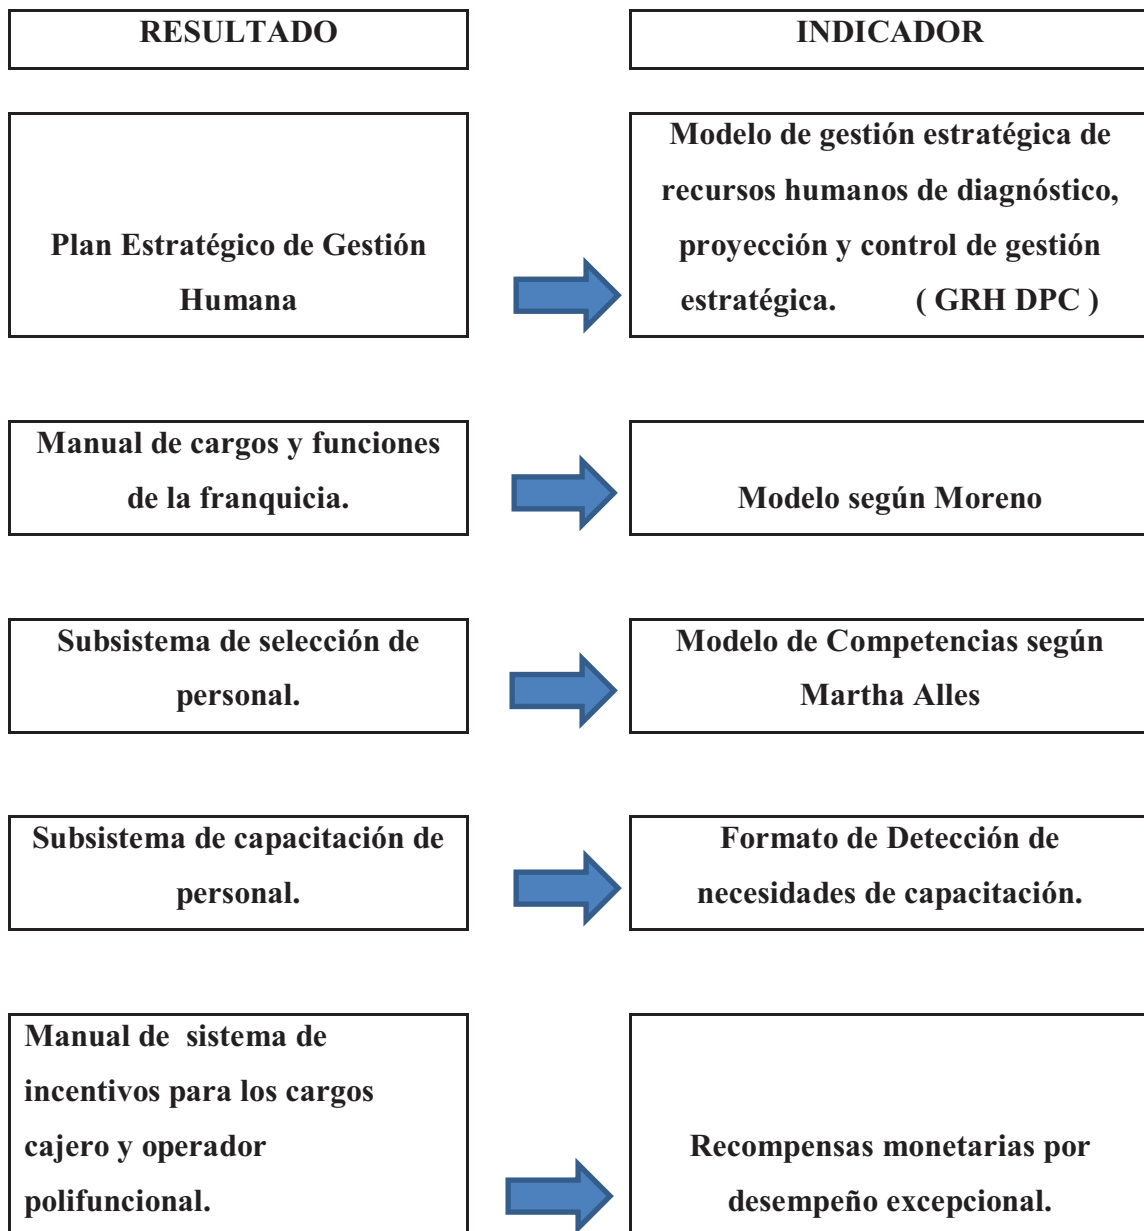 RESULTADO
INDICADOR
Plan Estratégico de Gestión
Humana
Modelo de gestión estratégica de
recursos humanos de diagnóstico,
proyección y control de gestión
estratégica. ( GRH DPC )
Manual de cargos y funciones
de la franquicia.
Modelo según Moreno
Subsistema de selección de
personal.
Modelo de Competencias según
Martha Alles
Subsistema de capacitación de
personal.
Formato de Detección de
necesidades de capacitación.
Manual de sistema de
incentivos para los cargos
cajero y operador
polifuncional.
Recompensas monetarias por
desempeño excepcional.